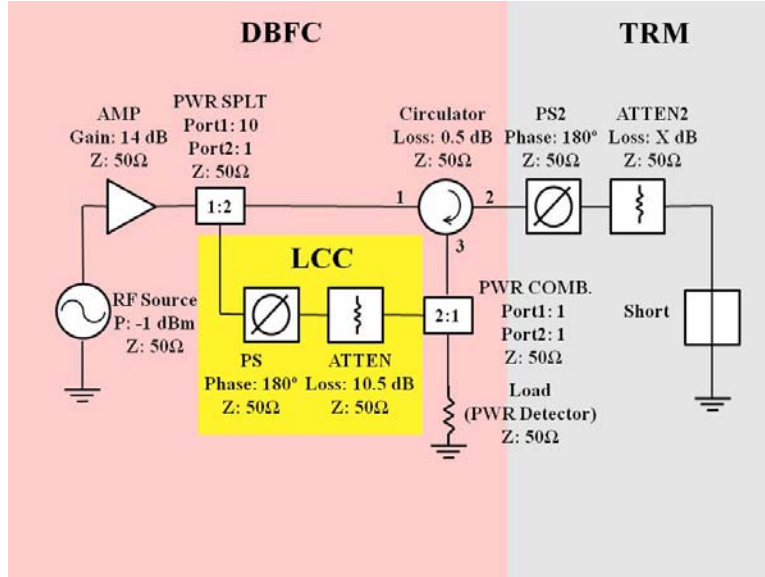 DBFC
TRM
AMP
Gain: 14 dB
Z: 50Ω
PWR SPLT
Port1: 10
Port2: 1
Z: 50Ω
Circulator
Loss: 0.5 dB
Z: 50Ω
PS2
Phase: 180º
Z: 50Ω
ATTEN2
Loss: X dB
Z: 50Ω
1:2
1
2
3
LCC
RF Source
P: -1 dBm
Z: 50Ω
2:1
PWR COMB.
Port1: 1
Port2: 1
Z: 50Ω
Short
PS
Phase: 180º
Z: 50Ω
ATTEN
Loss: 10.5 dB
Z: 50Ω
Load
(PWR Detector)
Z: 50Ω